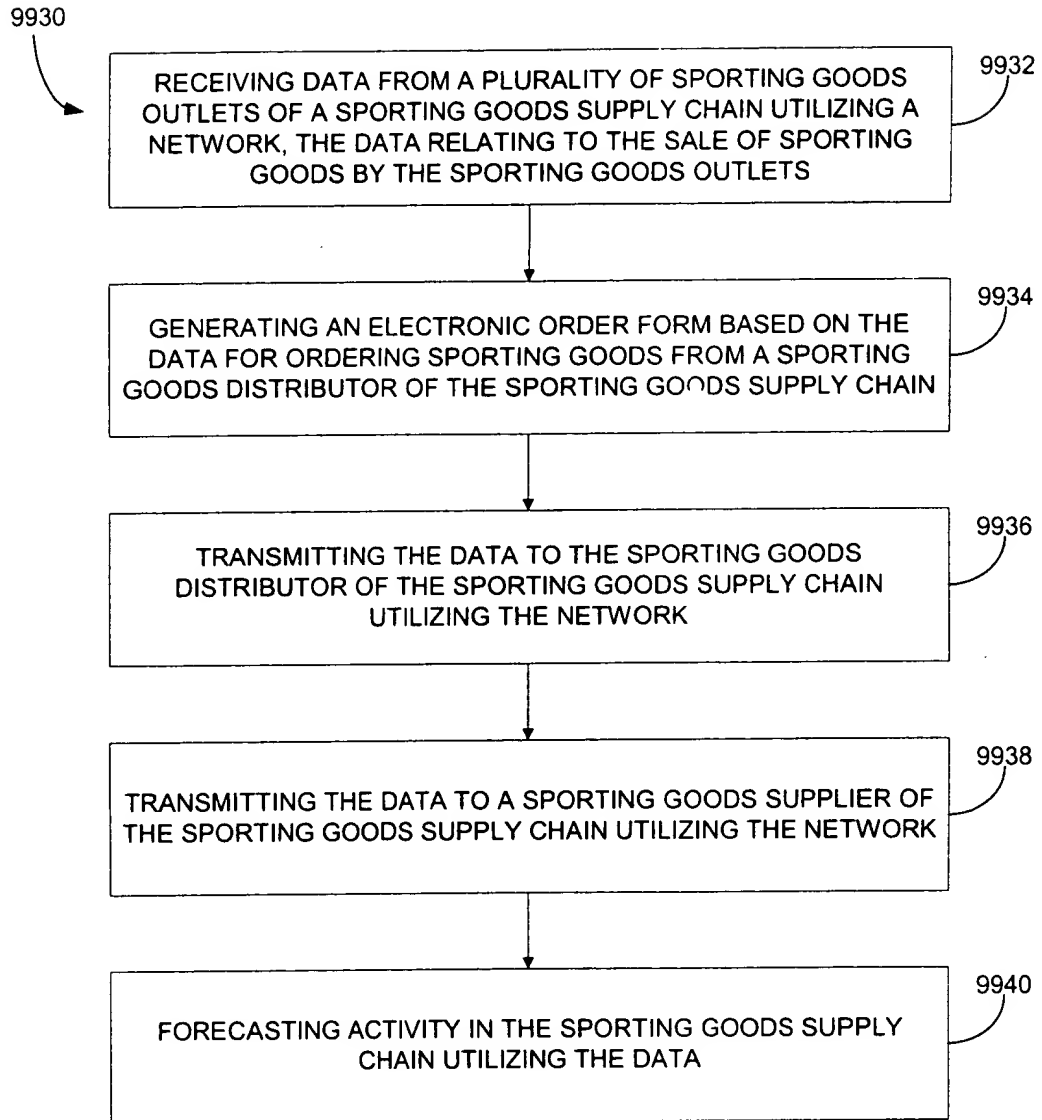 9930
RECEIVING DATA FROM A PLURALITY OF SPORTING GOODS
OUTLETS OF A SPORTING GOODS SUPPLY CHAIN UTILIZING A
NETWORK, THE DATA RELATING TO THE SALE OF SPORTING
GOODS BY THE SPORTING GOODS OUTLETS
9932
GENERATING AN ELECTRONIC ORDER FORM BASED ON THE
DATA FOR ORDERING SPORTING GOODS FROM A SPORTING
GOODS DISTRIBUTOR OF THE SPORTING GOODS SUPPLY CHAIN
9934
TRANSMITTING THE DATA TO THE SPORTING GOODS
DISTRIBUTOR OF THE SPORTING GOODS SUPPLY CHAIN
UTILIZING THE NETWORK
9936
TRANSMITTING THE DATA TO A SPORTING GOODS SUPPLIER OF
THE SPORTING GOODS SUPPLY CHAIN UTILIZING THE NETWORK
9938
FORECASTING ACTIVITY IN THE SPORTING GOODS SUPPLY
CHAIN UTILIZING THE DATA
9940